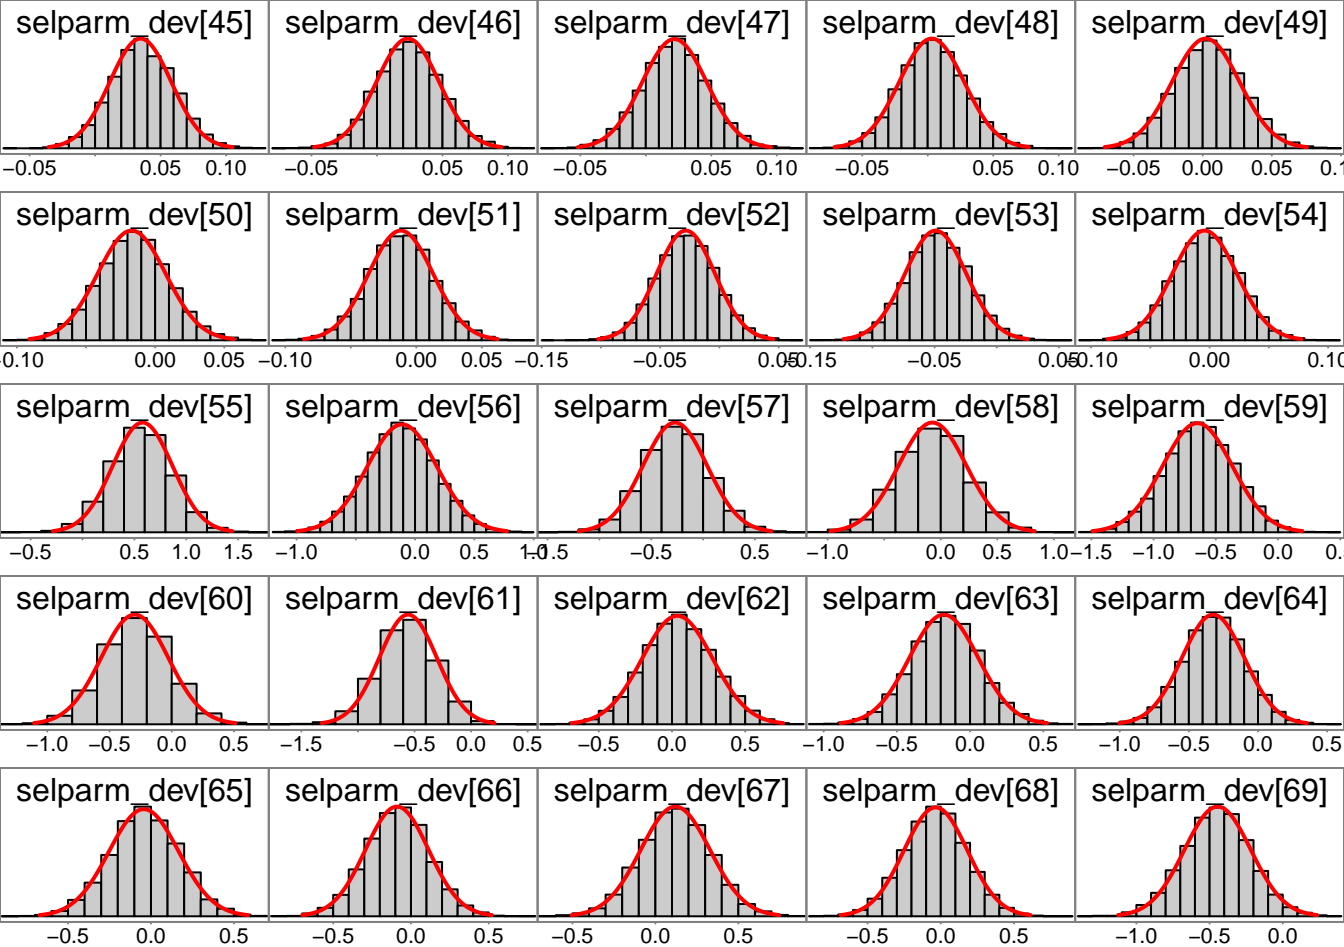 selparm_dev[45] selparm_dev[46] selparm_dev[47] selparm_dev[48] selparm_dev[49]
−0.05 0.05 0.10 −0.05 0.05 0.10 −0.05 0.05 0.10 −0.05 0.05 0.10 −0.05 0.00 0.05
selparm_dev[50] selparm_dev[51] selparm_dev[52] selparm_dev[53] selparm_dev[54]
−0.10 0.00 0.05 −0.10 0.00 0.05 −0.15 −0.05 0.05 −0.15 −0.05 0.05 −0.10 0.00 0.10
selparm_dev[55] selparm_dev[56] selparm_dev[57] selparm_dev[58] selparm_dev[59]
−0.5 0.5 1.0 1.5 −1.0 0.0 0.5 −0.5 0.5 −1.0 0.0 0.5 1.0 −1.5 −1.0 −0.5 0.0
selparm_dev[60] selparm_dev[61] selparm_dev[62] selparm_dev[63] selparm_dev[64]
−1.0 −0.5 0.0 0.5 −1.5 −0.5 0.0 0.5 −0.5 0.0 0.5 −1.0 −0.5 0.0 0.5 −1.0 −0.5 0.0 0.5
selparm_dev[65] selparm_dev[66] selparm_dev[67] selparm_dev[68] selparm_dev[69]
−0.5 0.0 0.5 −0.5 0.0 0.5 −0.5 0.0 0.5 −0.5 0.0 0.5 −1.0 −0.5 0.0